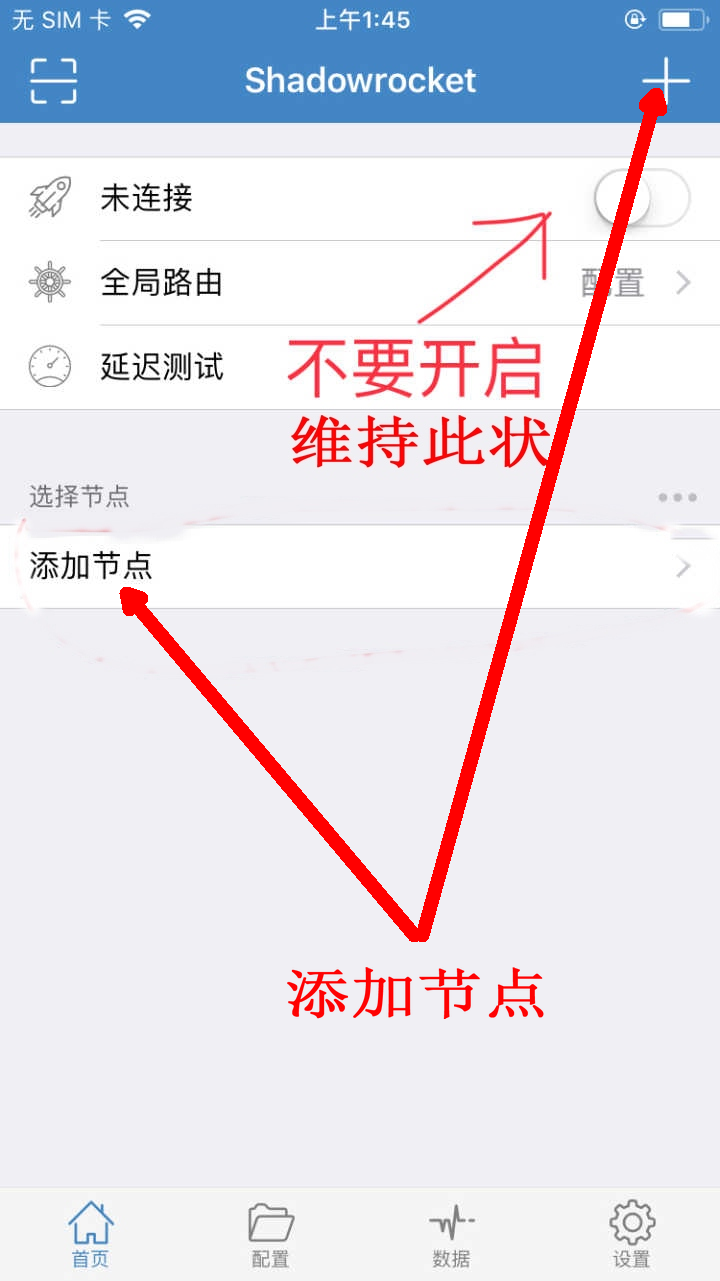 无 SIM 卡 上午1:45
Shadowrocket
未连接
全局路由 配置
延迟测试
不要开启
维持此状
选择节点
添加节点
添加节点
首页 配置 数据 设置